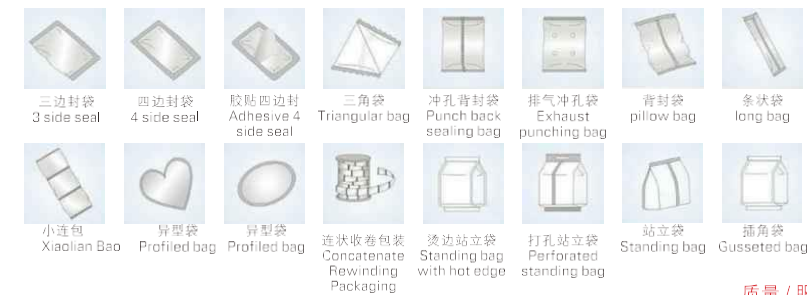 三边封袋
3 side seal
四边封袋
4 side seal
胶贴四边封
Adhesive 4
side seal
三角袋
Triangular bag
冲孔背封袋
Punch back
sealing bag
排气冲孔袋
Exhaust
punching bag
背封袋
pillow bag
条状袋
long bag
小连包
Xiaolian Bao
异型袋
Profiled bag
异型袋
Profiled bag
连状收卷包装
Concatenate
Rewinding
Packaging
烫边站立袋
Standing bag
with hot edge
打孔站立袋
Perforated
standing bag
站立袋
Standing bag
插角袋
Gusseted bag
质量 /